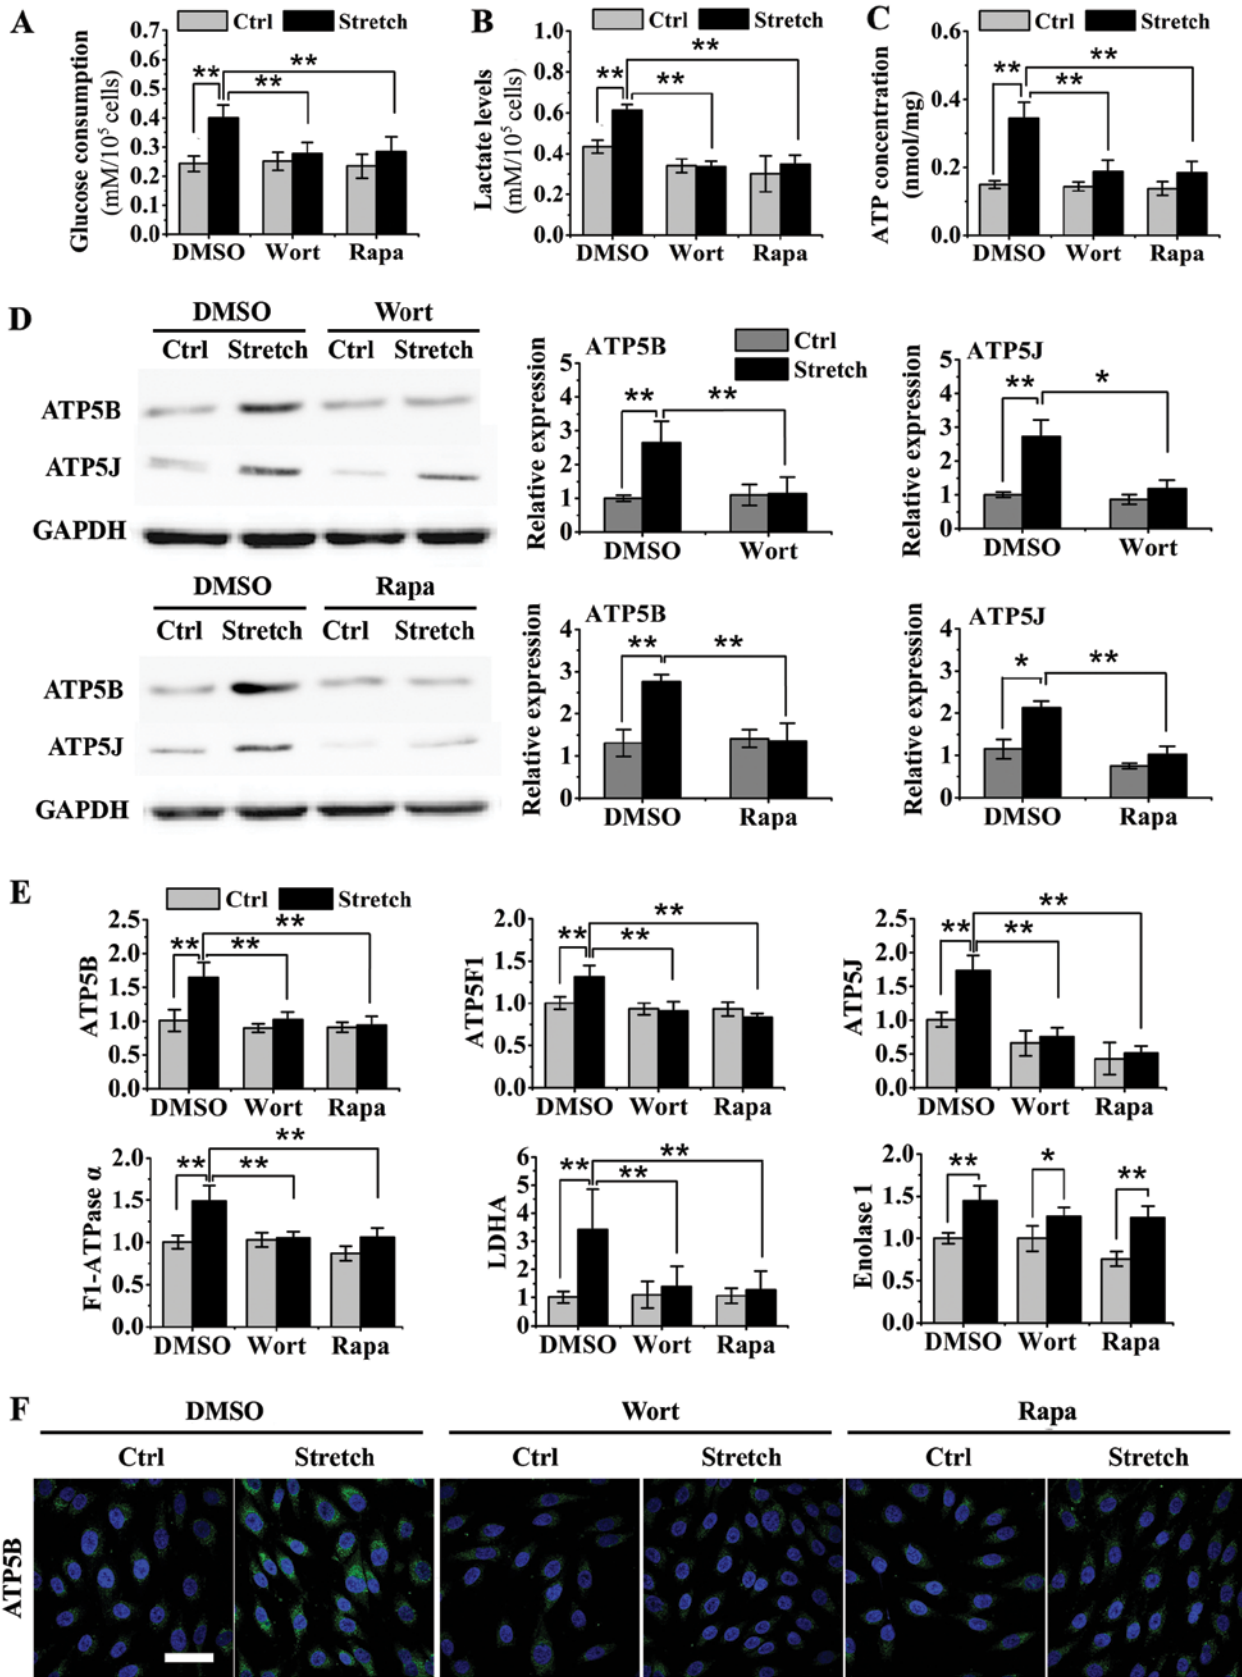 A
Ctrl Stretch
Glucose consumption
(mM/10⁵ cells)
0.7
0.6
0.5
0.4
0.3
0.2
0.1
0.0
** ** **
DMSO Wort Rapa
B
Ctrl Stretch
Lactate levels
(mM/10⁵ cells)
1.0
0.8
0.6
0.4
0.2
0.0
** ** **
DMSO Wort Rapa
C
Ctrl Stretch
ATP concentration
(nmol/mg)
0.6
0.4
0.2
0.0
** ** **
DMSO Wort Rapa
D
DMSO Wort
Ctrl Stretch Ctrl Stretch
ATP5B
ATP5J
GAPDH
DMSO Rapa
Ctrl Stretch Ctrl Stretch
ATP5B
ATP5J
GAPDH
ATP5B
Ctrl
Stretch
Relative expression
5
4
3
2
1
0
** **
DMSO Wort
ATP5J
Relative expression
5
4
3
2
1
0
** *
DMSO Wort
ATP5B
Relative expression
4
3
2
1
0
** **
DMSO Rapa
ATP5J
Relative expression
4
3
2
1
0
* **
DMSO Rapa
E
Ctrl Stretch
ATP5B
2.5
2.0
1.5
1.0
0.5
0.0
** ** **
DMSO Wort Rapa
ATP5F1
2.0
1.5
1.0
0.5
0.0
** ** **
DMSO Wort Rapa
ATP5J
2.5
2.0
1.5
1.0
0.5
0.0
** ** **
DMSO Wort Rapa
F1-ATPase α
2.0
1.5
1.0
0.5
0.0
** ** **
DMSO Wort Rapa
LDHA
6
5
4
3
2
1
0
** ** **
DMSO Wort Rapa
Enolase 1
2.0
1.5
1.0
0.5
0.0
** * **
DMSO Wort Rapa
F
DMSO Wort Rapa
Ctrl Stretch Ctrl Stretch Ctrl Stretch
ATP5B